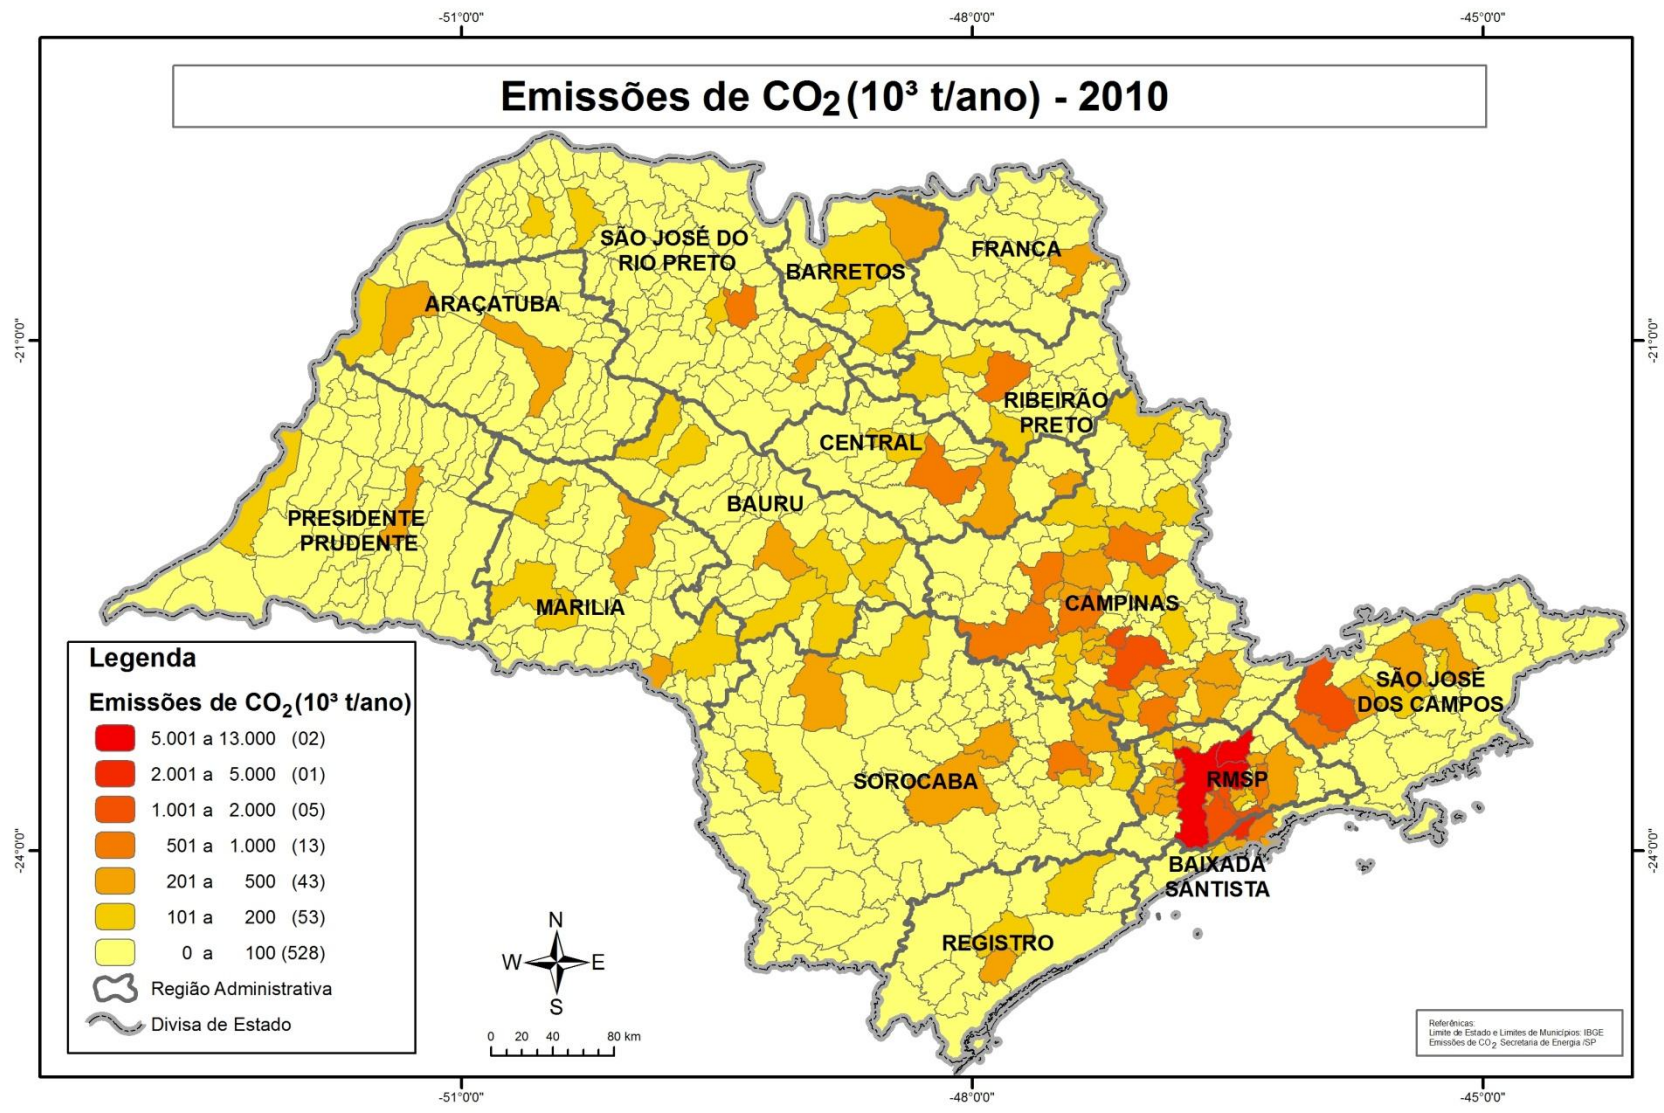 -51°0'0"
-48°0'0"
-45°0'0"
Emissões de CO₂ (10³ t/ano) - 2010
SÃO JOSÉ DO
RIO PRETO
BARRETOS
FRANCA
ARAÇATUBA
-21°0'0"
-21°0'0"
RIBEIRÃO
PRETO
CENTRAL
BAURU
PRESIDENTE
PRUDENTE
MARILIA
CAMPINAS
SÃO JOSÉ
DOS CAMPOS
SOROCABA
RMSP
BAIXADA
SANTISTA
REGISTRO
-24°0'0"
-24°0'0"
Legenda
Emissões de CO₂ (10³ t/ano)
5.001 a 13.000 (02)
2.001 a 5.000 (01)
1.001 a 2.000 (05)
501 a 1.000 (13)
201 a 500 (43)
101 a 200 (53)
0 a 100 (528)
Região Administrativa
Divisa de Estado
N
W E
S
0 20 40 80 km
Referênicas:
Limite de Estado e Limites de Municípios: IBGE
Emissões de CO₂ Secretaria de Energia /SP
-51°0'0"
-48°0'0"
-45°0'0"